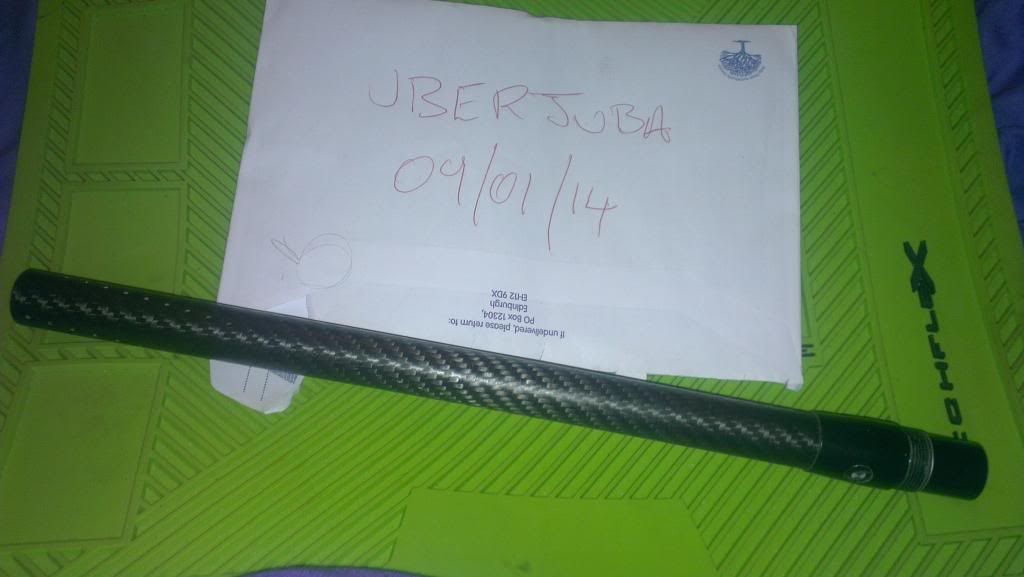 UBERJUBA
09/01/14
If undelivered, please return to:
PO Box 12304,
Edinburgh
EH12 9DX